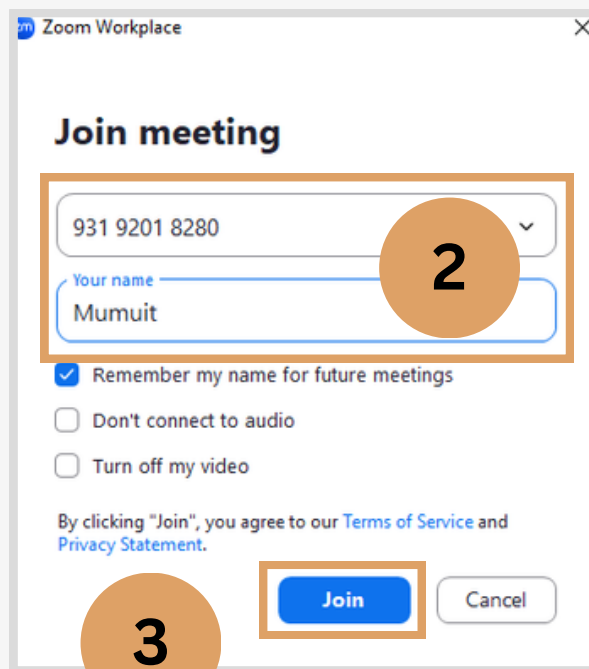 zm Zoom Workplace
Join meeting
931 9201 8280
2
Your name
Mumuit
Remember my name for future meetings
Don't connect to audio
Turn off my video
By clicking "Join", you agree to our Terms of Service and
Privacy Statement.
Join
Cancel
3